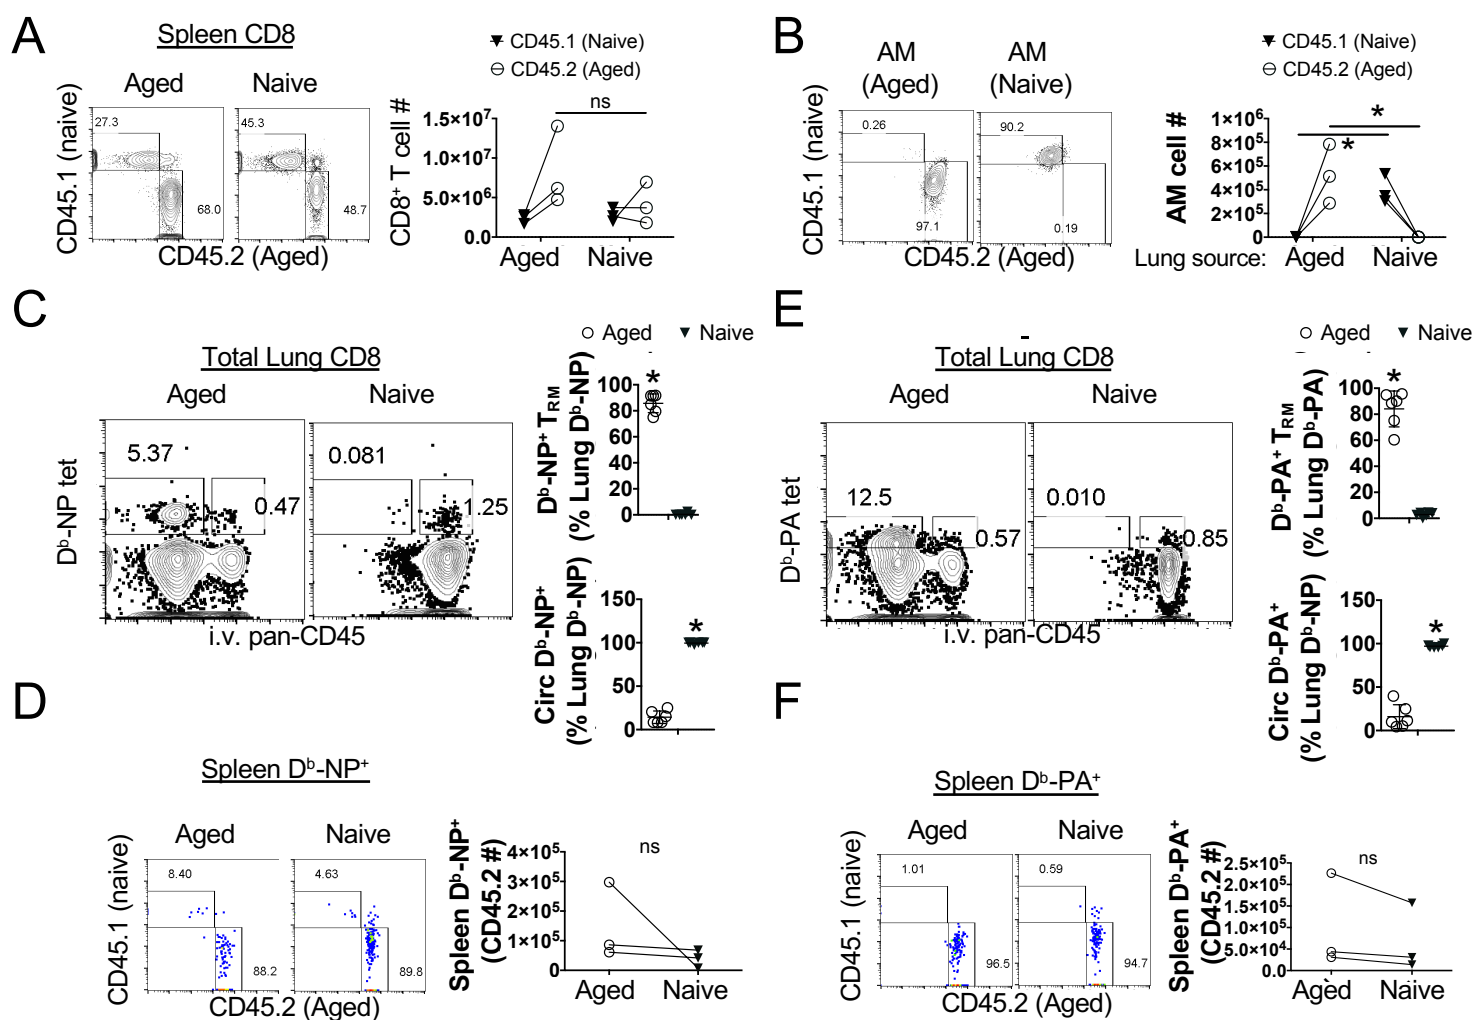 A
Spleen CD8
Aged
Naive
CD45.1 (naive)
27.3
68.0
45.3
48.7
CD45.2 (Aged)
CD45.1 (Naive)
CD45.2 (Aged)
CD8⁺ T cell #
1.5×10⁷
1.0×10⁷
5.0×10⁶
0.0
ns
Aged
Naive
B
AM
(Aged)
AM
(Naive)
CD45.1 (naive)
0.26
97.1
90.2
0.19
CD45.2 (Aged)
CD45.1 (Naive)
CD45.2 (Aged)
AM cell #
1×10⁶
8×10⁵
6×10⁵
4×10⁵
2×10⁵
0
*
*
Lung source:
Aged
Naive
C
Total Lung CD8
Aged
Naive
Dᵇ-NP tet
5.37
0.47
0.081
1.25
i.v. pan-CD45
Aged
Naive
Dᵇ-NP⁺ TRM
(% Lung Dᵇ-NP)
100
80
60
40
20
0
*
Circ Dᵇ-NP⁺
(% Lung Dᵇ-NP)
150
100
50
0
*
E
Total Lung CD8
Aged
Naive
Dᵇ-PA tet
12.5
0.57
0.010
0.85
i.v. pan-CD45
Aged
Naive
Dᵇ-PA⁺ TRM
(% Lung Dᵇ-PA)
100
80
60
40
20
0
*
Circ Dᵇ-PA⁺
(% Lung Dᵇ-NP)
150
100
50
0
*
D
Spleen Dᵇ-NP⁺
Aged
Naive
CD45.1 (naive)
8.40
88.2
4.63
89.8
CD45.2 (Aged)
Spleen Dᵇ-NP⁺
(CD45.2 #)
4×10⁵
3×10⁵
2×10⁵
1×10⁵
0
ns
Aged
Naive
F
Spleen Dᵇ-PA⁺
Aged
Naive
CD45.1 (naive)
1.01
96.5
0.59
94.7
CD45.2 (Aged)
Spleen Dᵇ-PA⁺
(CD45.2 #)
2.5×10⁵
2.0×10⁵
1.5×10⁵
1.0×10⁵
5.0×10⁴
0.0
ns
Aged
Naive